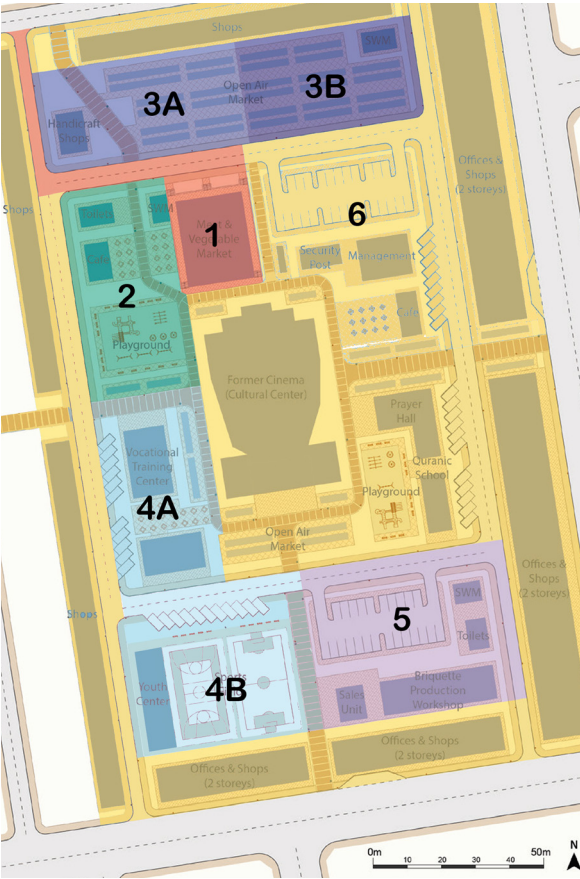 Shops
SWM
3A
Open Air
Market
3B
Handicraft
Shops
Offices &
Shops
(2 storeys)
Shops
Toilets
SWM
Meat &
Vegetable
Market
1
6
Cafe
Security
Post
Management
2
Cafe
Playground
Former Cinema
(Cultural Center)
Prayer
Hall
Vocational
Training
Center
Quranic
School
Playground
4A
Open Air
Market
Offices &
Shops
(2 storeys)
Shops
5
SWM
Toilets
Youth
Center
Sports
4B
Sales
Unit
Briquette
Production
Workshop
Offices & Shops
(2 storeys)
Offices & Shops
(2 storeys)
0m 10 20 30 40 50m
N